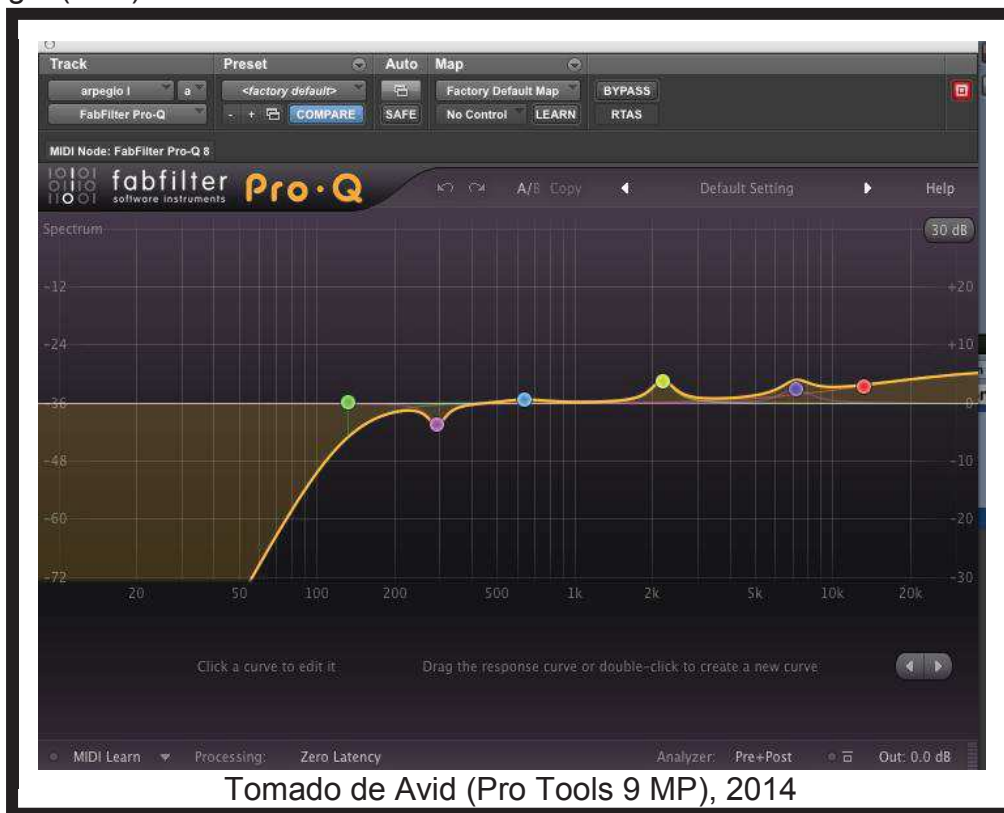 Track Preset Auto Map
arpegio I a <factory default> Factory Default Map BYPASS
FabFilter Pro-Q - + COMPARE SAFE No Control LEARN RTAS
MIDI Node: FabFilter Pro-Q 8
fabfilter Pro·Q A/B Copy Default Setting Help
software instruments
Spectrum 30 dB
-12 +20
-24 +10
-36 0
-48 -10
-60 -20
-72 -30
20 50 100 200 500 1k 2k 5k 10k 20k
Click a curve to edit it Drag the response curve or double-click to create a new curve
MIDI Learn Processing: Zero Latency Analyzer: Pre+Post Out: 0.0 dB
Tomado de Avid (Pro Tools 9 MP), 2014